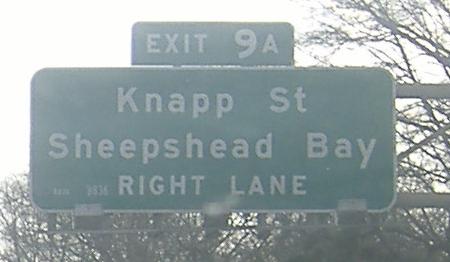 EXIT 9A
Knapp St
Sheepshead Bay
RIGHT LANE